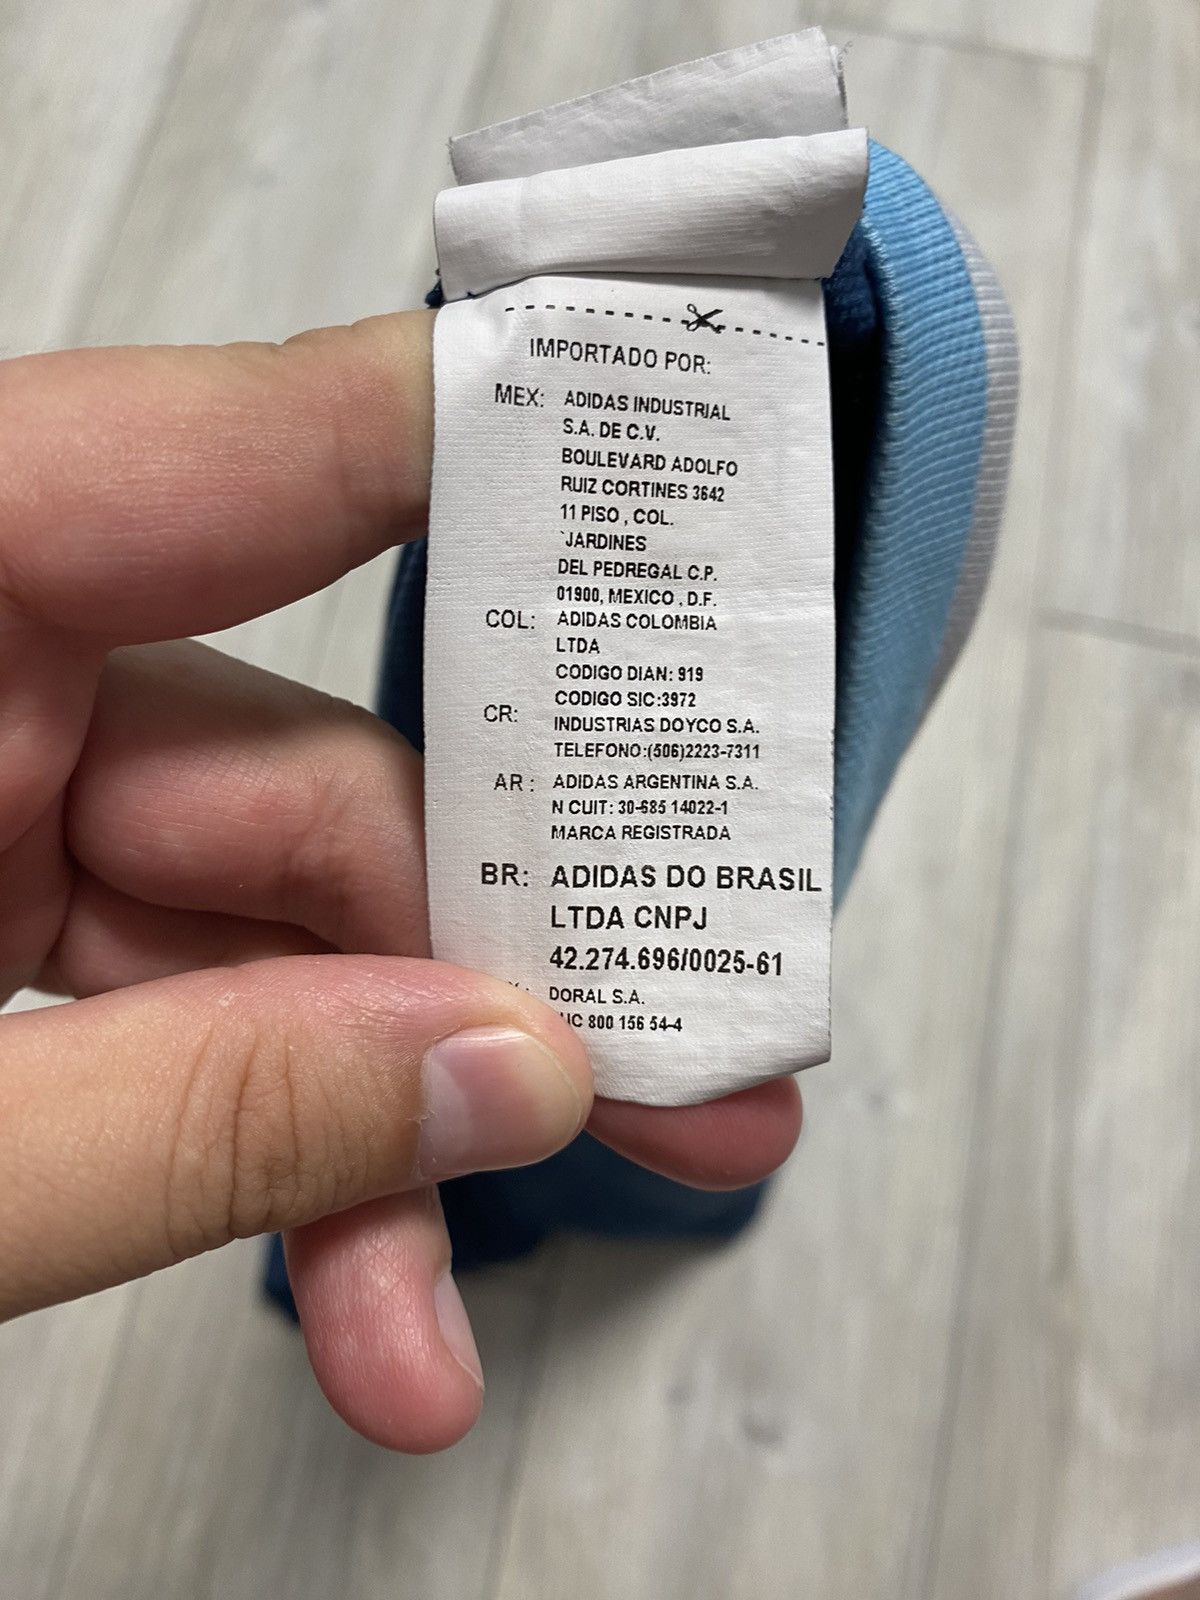 IMPORTADO POR:
MEX: ADIDAS INDUSTRIAL
S.A. DE C.V.
BOULEVARD ADOLFO
RUIZ CORTINES 3642
11 PISO , COL.
`JARDINES
DEL PEDREGAL C.P.
01900, MEXICO , D.F.
COL: ADIDAS COLOMBIA
LTDA
CODIGO DIAN: 919
CODIGO SIC:3972
CR: INDUSTRIAS DOYCO S.A.
TELEFONO:(506)2223-7311
AR : ADIDAS ARGENTINA S.A.
N CUIT: 30-685 14022-1
MARCA REGISTRADA
BR: ADIDAS DO BRASIL
LTDA CNPJ
42.274.696/0025-61
DORAL S.A.
800 156 54-4